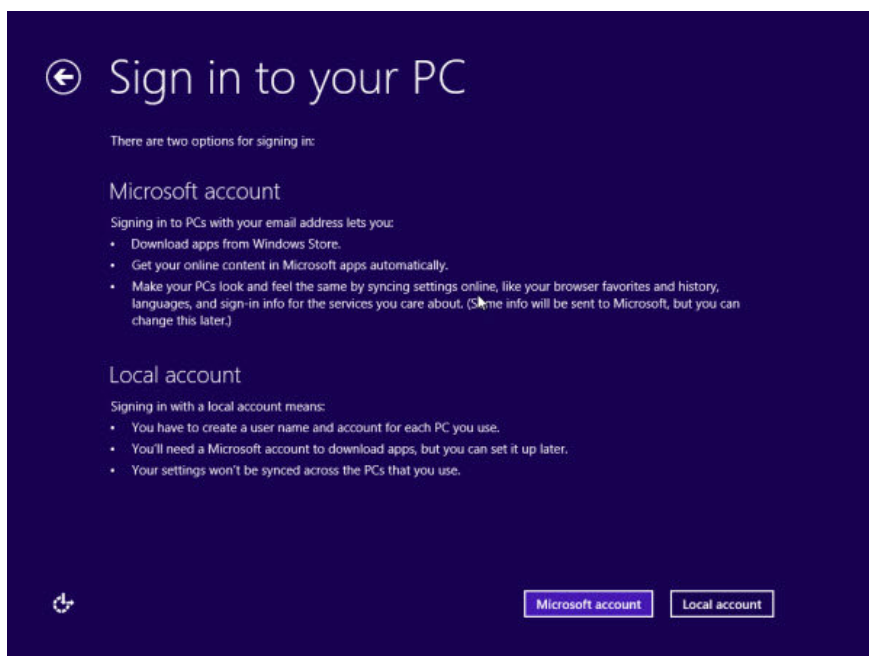 Sign in to your PC
There are two options for signing in:
Microsoft account
Signing in to PCs with your email address lets you:
• Download apps from Windows Store.
• Get your online content in Microsoft apps automatically.
• Make your PCs look and feel the same by syncing settings online, like your browser favorites and history,
languages, and sign-in info for the services you care about. (Some info will be sent to Microsoft, but you can
change this later.)
Local account
Signing in with a local account means:
• You have to create a user name and account for each PC you use.
• You'll need a Microsoft account to download apps, but you can set it up later.
• Your settings won't be synced across the PCs that you use.
Microsoft account Local account